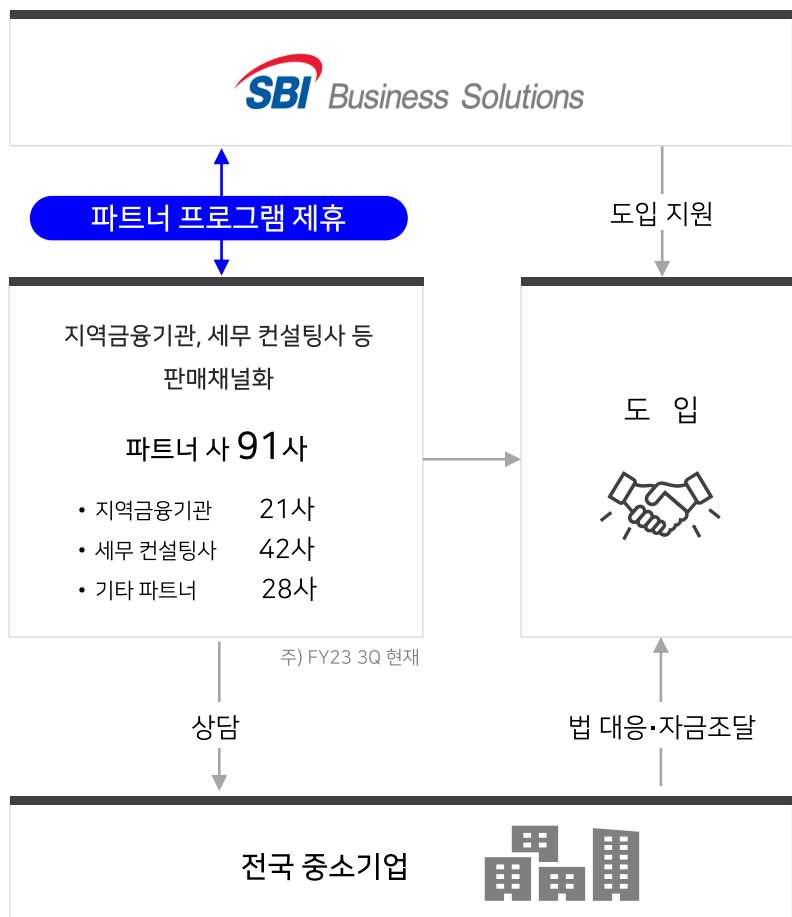 SBI Business Solutions
파트너 프로그램 제휴
도입 지원
지역금융기관, 세무 컨설팅사 등
판매채널화
파트너 사 91사
• 지역금융기관 21사
• 세무 컨설팅사 42사
• 기타 파트너 28사
도 입
주) FY23 3Q 현재
상담
법 대응·자금조달
전국 중소기업